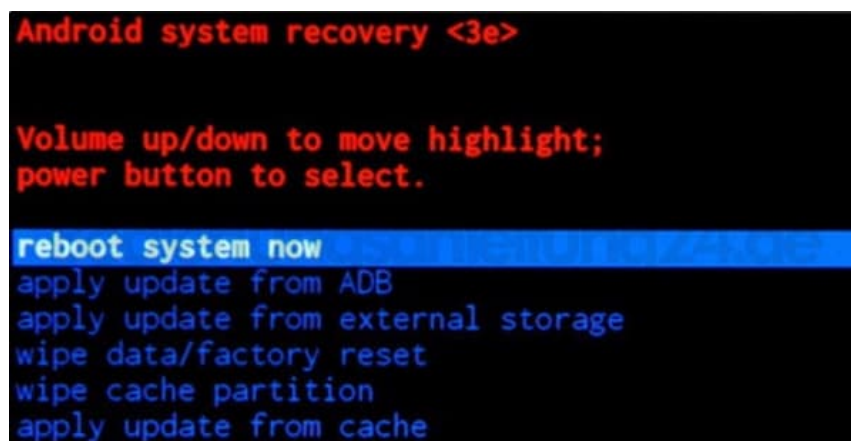 Android system recovery <3e>
Volume up/down to move highlight;
power button to select.
reboot system now
apply update from ADB
apply update from external storage
wipe data/factory reset
wipe cache partition
apply update from cache